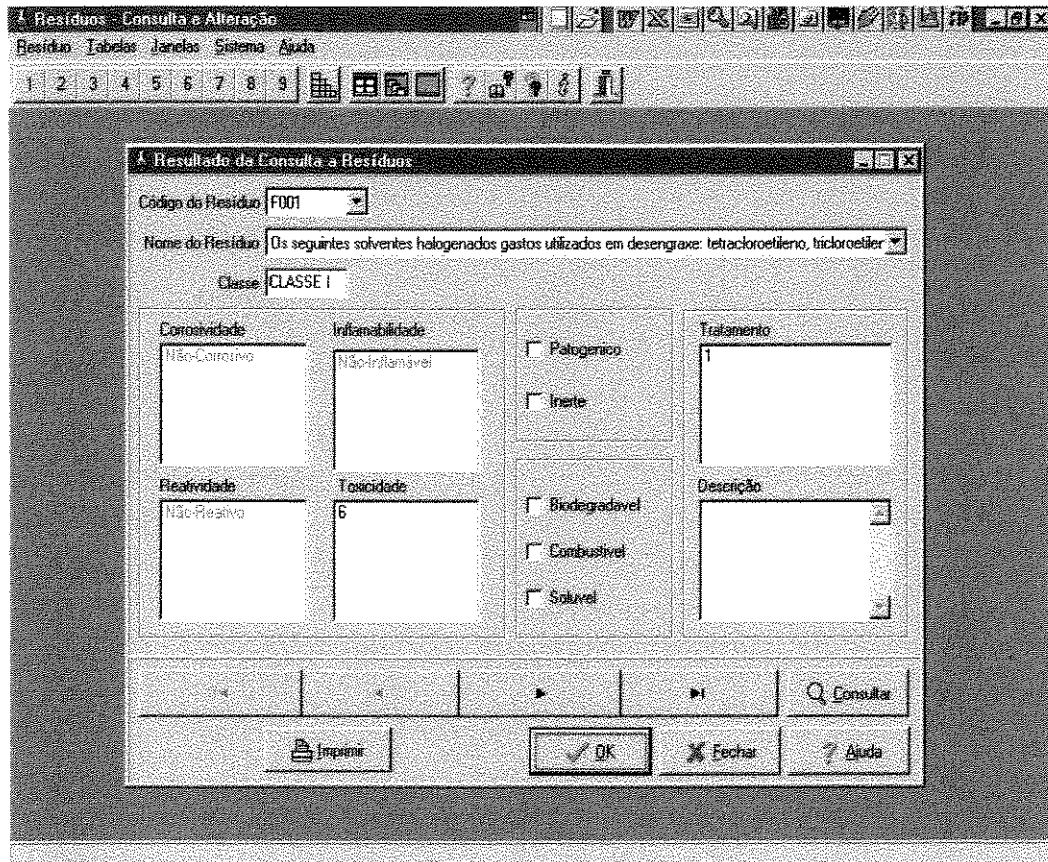 Resíduos - Consulta e Alteração
Resíduo Tabelas Janelas Sistema Ajuda
1 2 3 4 5 6 7 8 9
Resultado da Consulta a Resíduos
Código do Resíduo F001
Nome do Resíduo Os seguintes solventes halogenados gastos utilizados em desengraxe: tetracloroetileno, tricloroetiler
Classe CLASSE I
Corrosividade Inflamabilidade Tratamento
Não-Corrosivo Não-Inflamável Patogenico 1
Inerte
Reatividade Toxicidade Descrição
Não-Reativo 6 Biodegradavel
Combustivel
Soluvel
Consultar
Imprimir OK Fechar Ajuda